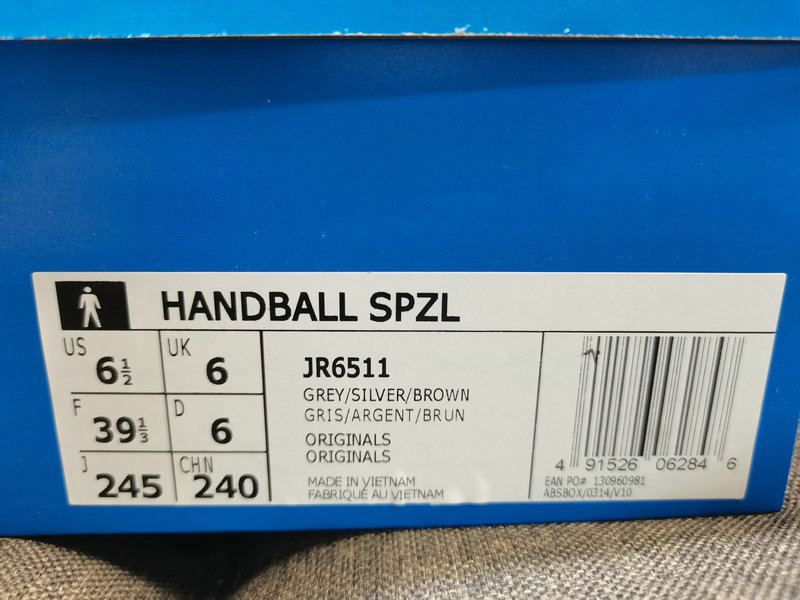 HANDBALL SPZL
US 6½ UK 6
F 39⅓ D 6
J 245 CHN 240
JR6511
GREY/SILVER/BROWN
GRIS/ARGENT/BRUN
ORIGINALS
ORIGINALS
MADE IN VIETNAM
FABRIQUÉ AU VIETNAM
4 91526 06284 6
EAN PO# 130960981
ABSBOX/0314/V10